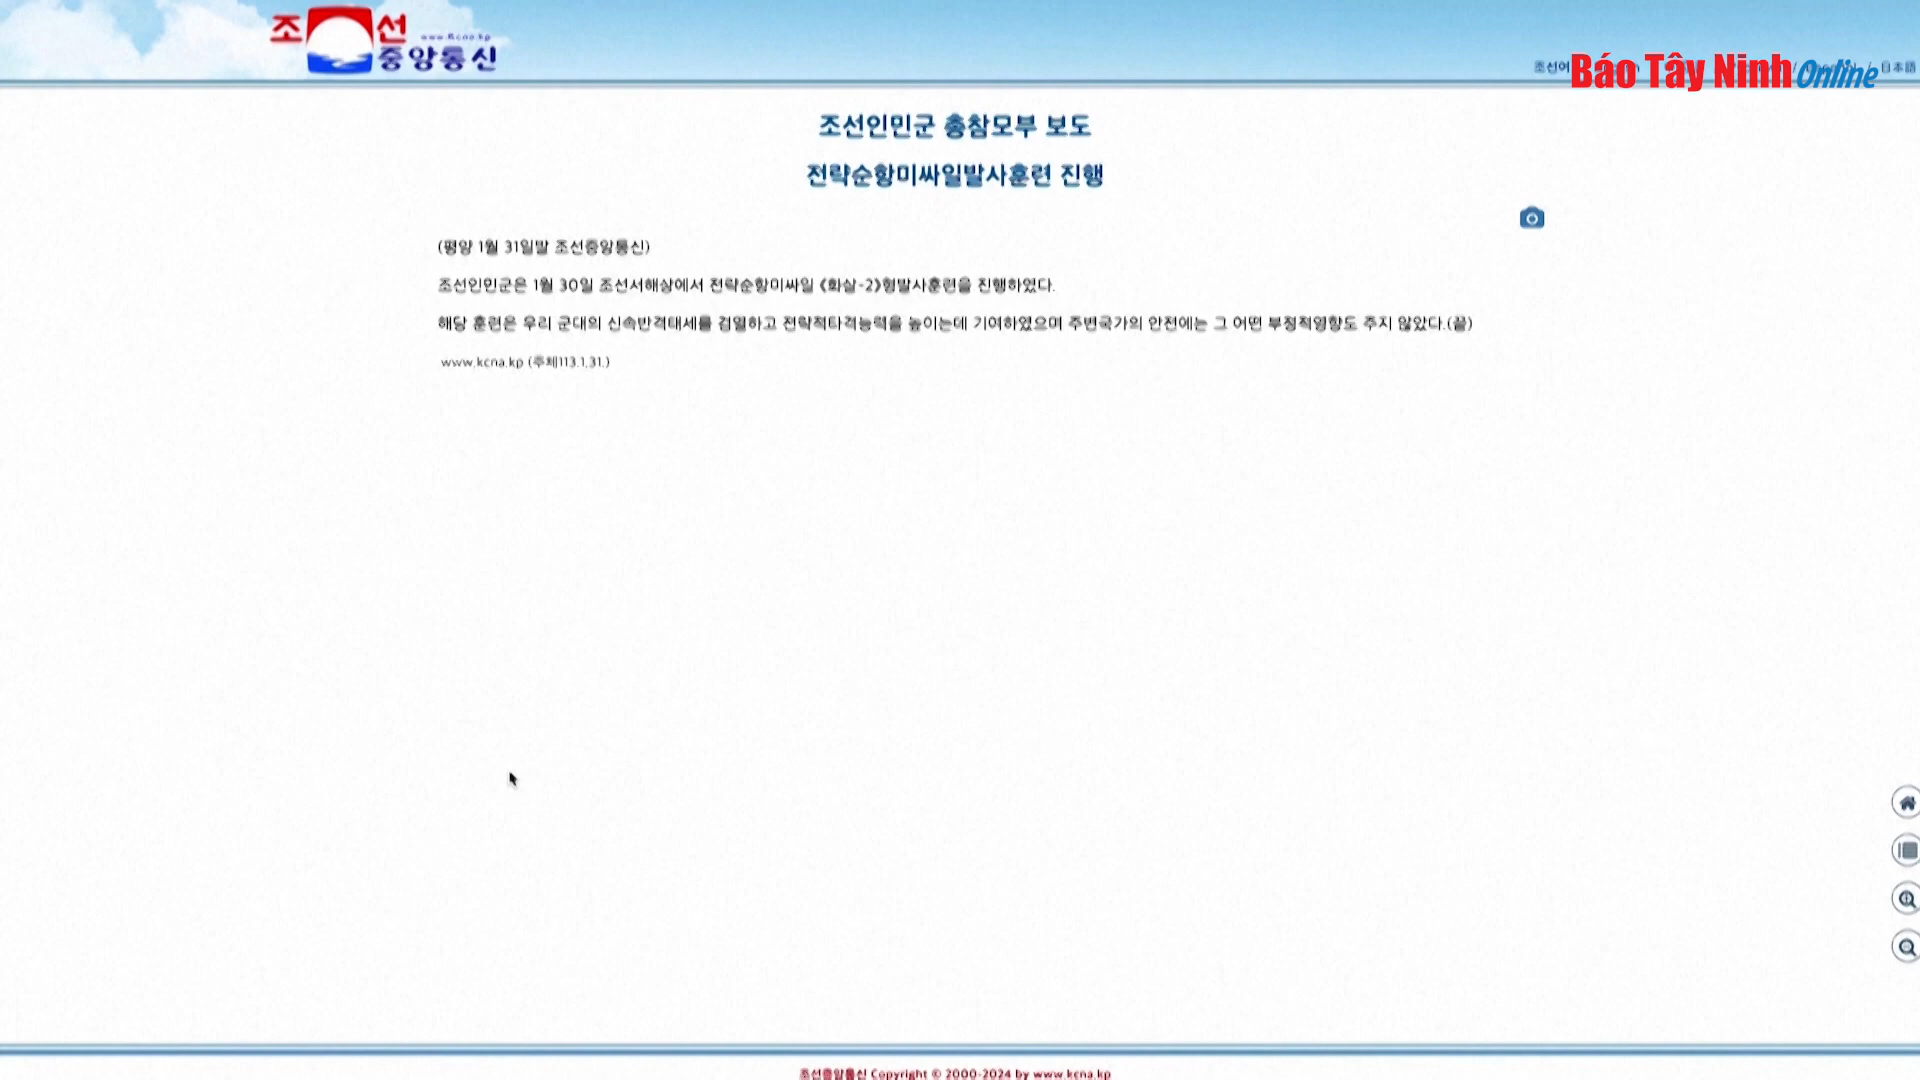 조선
www.kcna.kp
중앙통신
조선어
日本語
Báo Tây Ninh Online
조선인민군 총참모부 보도
전략순항미싸일발사훈련 진행
(평양 1월 31일발 조선중앙통신)
조선인민군은 1월 30일 조선서해상에서 전략순항미싸일 《화살-2》형발사훈련을 진행하였다.
해당 훈련은 우리 군대의 신속반격태세를 검열하고 전략적타격능력을 높이는데 기여하였으며 주변국가의 안전에는 그 어떤 부정적영향도 주지 않았다.(끝)
www.kcna.kp (주체113.1.31.)
조선중앙통신 Copyright © 2000-2024 by www.kcna.kp